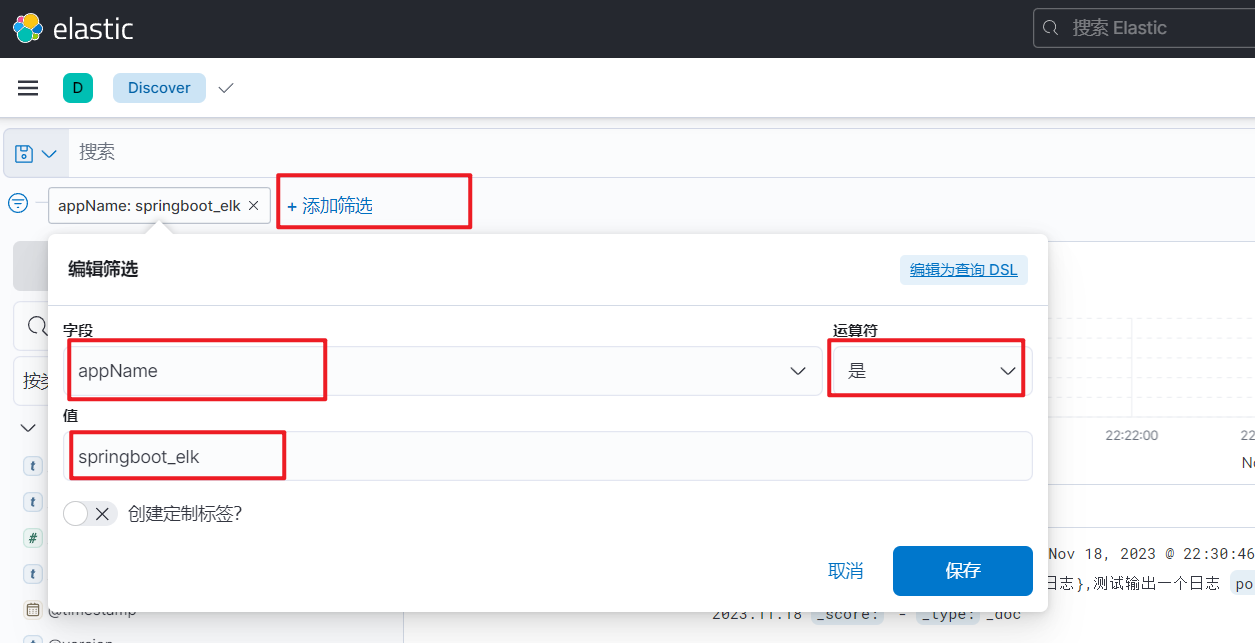 elastic
搜索 Elastic
D
Discover
搜索
appName: springboot_elk ×
+ 添加筛选
编辑筛选
编辑为查询 DSL
字段
运算符
appName
是
值
springboot_elk
创建定制标签?
取消
保存
按
t
t
#
t
@timestamp
t
@version
22:22:00
22
No
Nov 18, 2023 @ 22:30:46
日志},测试输出一个日志 po
2023.11.18 _score: - _type: _doc